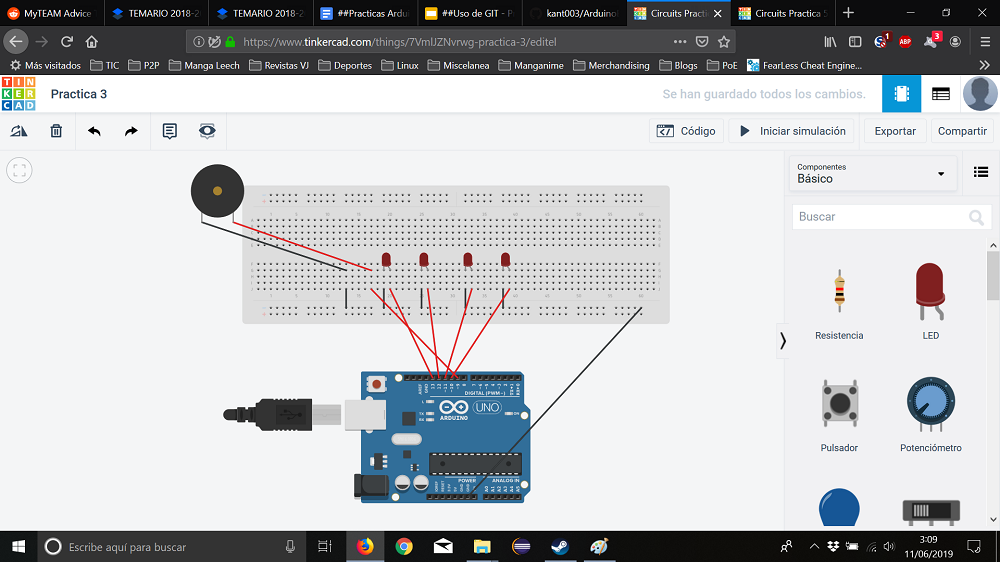 MyTEAM Advice
TEMARIO 2018-2
TEMARIO 2018-2
##Practicas Ardu
##Uso de GIT - P
kant003/Arduino
Circuits Practic
Circuits Practica 5
https://www.tinkercad.com/things/7VmlJZNvrwg-practica-3/editel
Más visitados
TIC
P2P
Manga Leech
Revistas VJ
Deportes
Linux
Miscelanea
Manganime
Merchandising
Blogs
PoE
FearLess Cheat Engine...
1
ABP
3
TIN
KER
CAD
Practica 3
Se han guardado todos los cambios.
Código
Iniciar simulación
Exportar
Compartir
Componentes
Básico
Buscar
Resistencia
LED
Pulsador
Potenciómetro
DIGITAL (PWM ~)
ARDUINO
UNO
POWER
ANALOG IN
Escribe aquí para buscar
3:09
11/06/2019